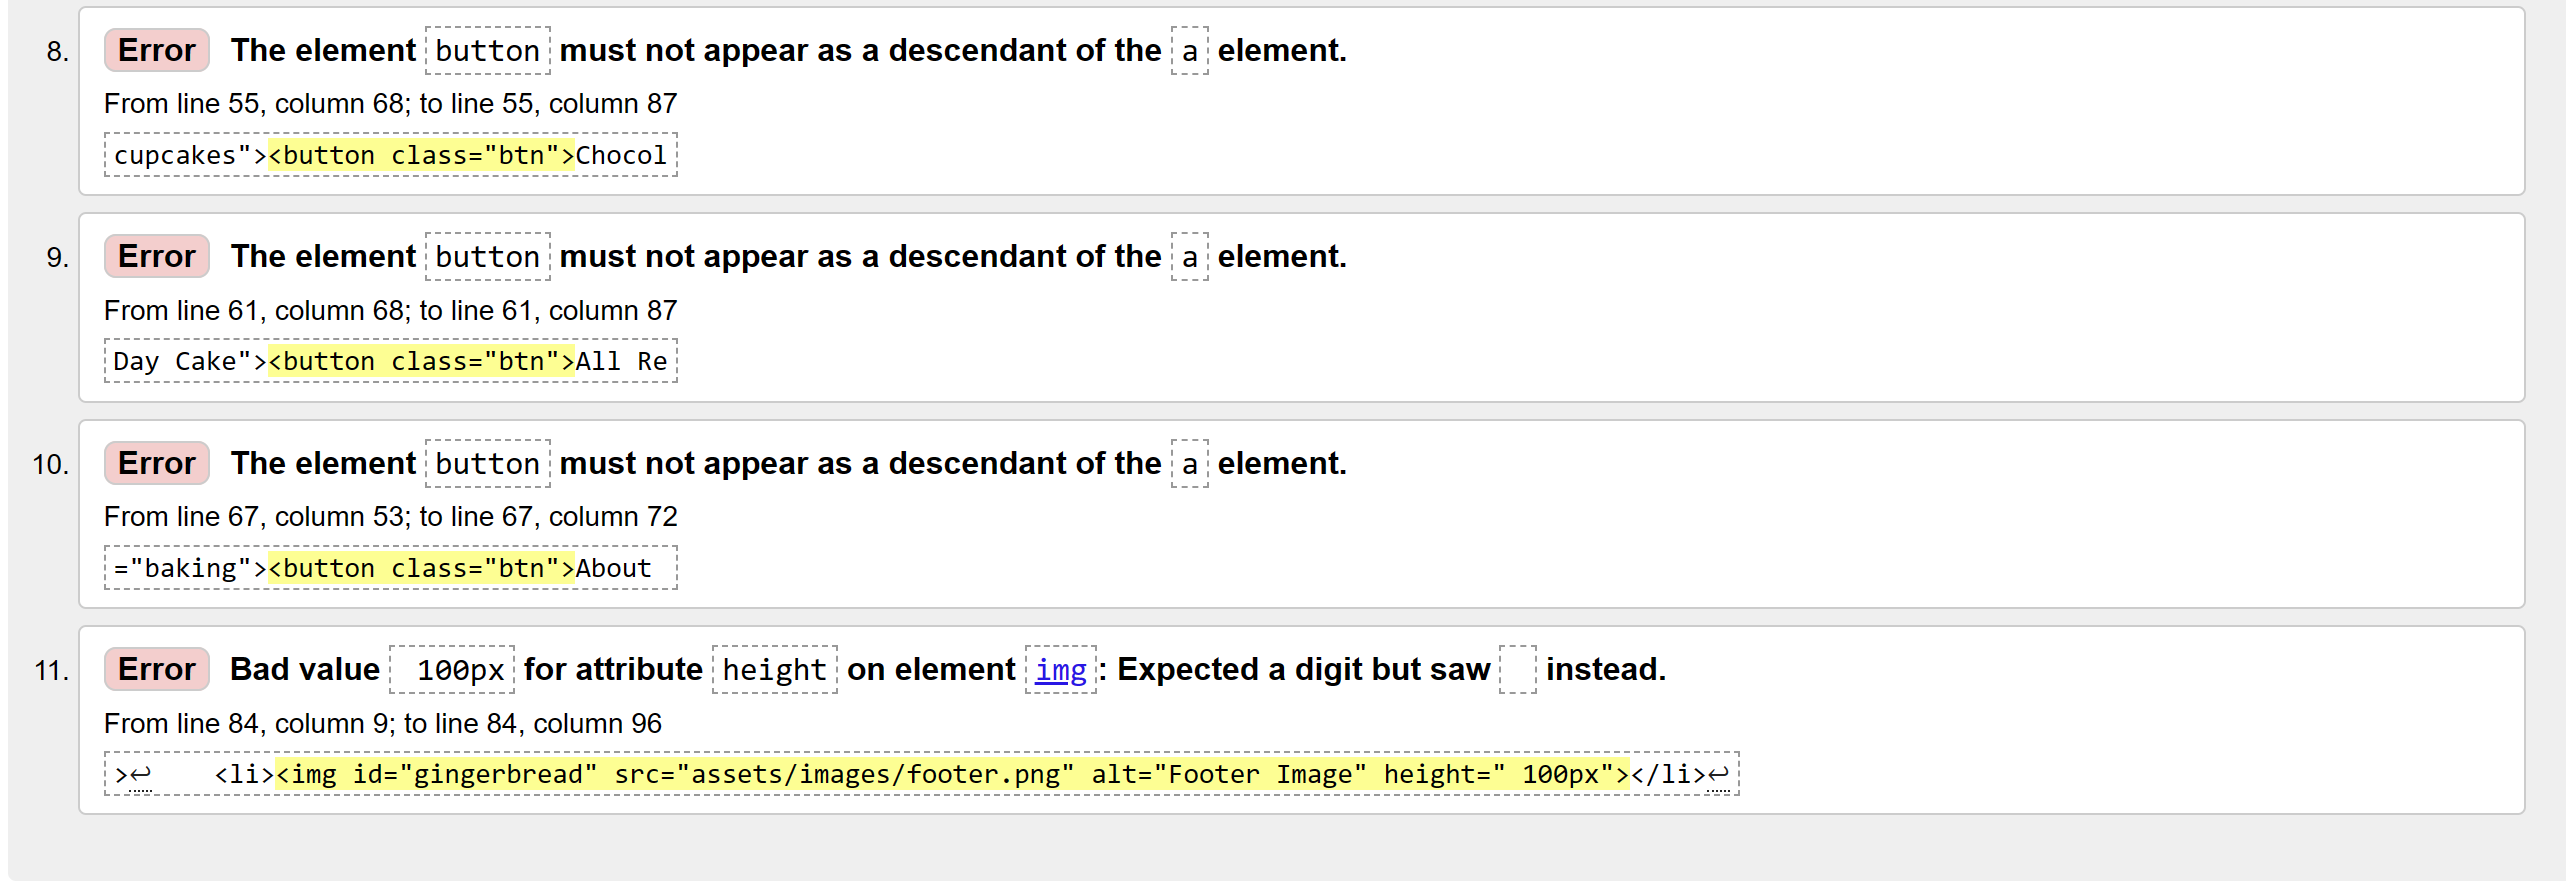 8. Error The element button must not appear as a descendant of the a element.
From line 55, column 68; to line 55, column 87
cupcakes"><button class="btn">Chocol
9. Error The element button must not appear as a descendant of the a element.
From line 61, column 68; to line 61, column 87
Day Cake"><button class="btn">All Re
10. Error The element button must not appear as a descendant of the a element.
From line 67, column 53; to line 67, column 72
="baking"><button class="btn">About
11. Error Bad value  100px for attribute height on element img: Expected a digit but saw   instead.
From line 84, column 9; to line 84, column 96
>↩    <li><img id="gingerbread" src="assets/images/footer.png" alt="Footer Image" height=" 100px"></li>↩